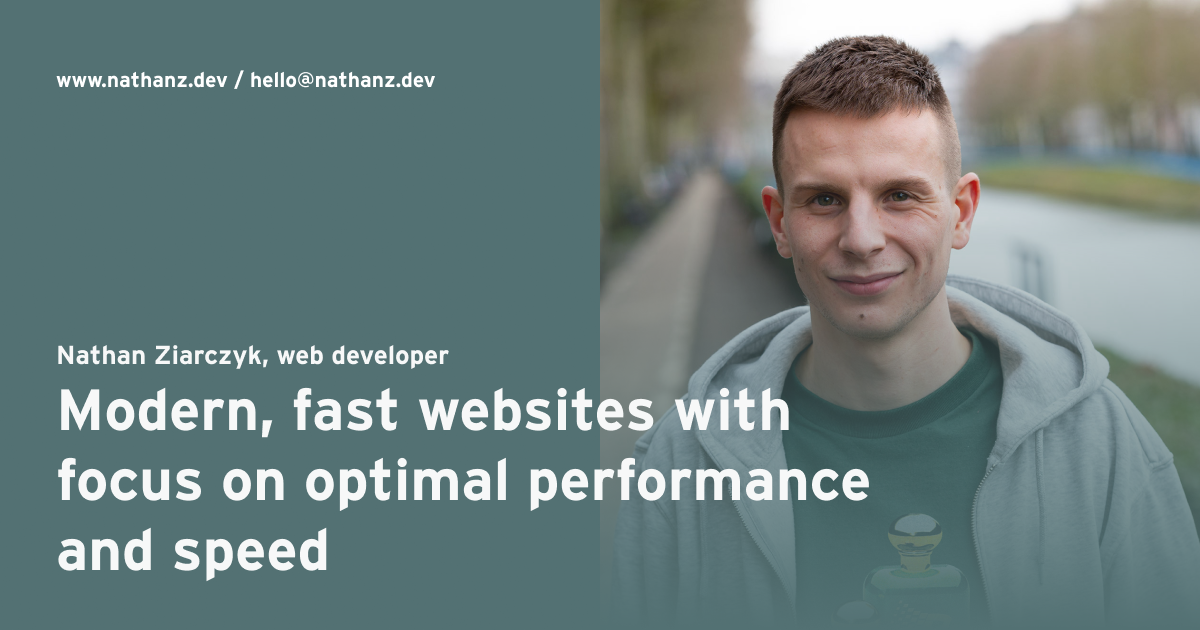 www.nathanz.dev / hello@nathanz.dev
Nathan Ziarczyk, web developer
Modern, fast websites with
focus on optimal performance
and speed